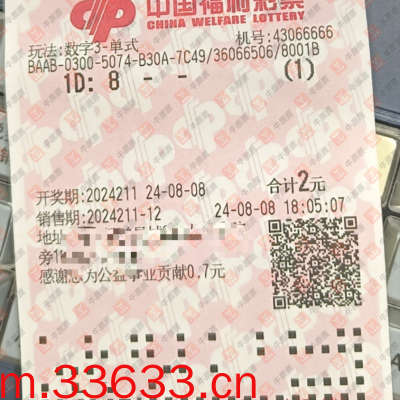 中国福利彩票
CHINA WELFARE LOTTERY
玩法:数字3-单式 机号:43066666
BAAB-0300-5074-B30A-7C49/36066506/8001B
1D: 8 - - (1)
开奖期:2024211 24-08-08 合计2元
销售期:2024211-12 24-08-08 18:05:07
地址
旁
感谢您为公益事业贡献0.7元
m.33633.cn